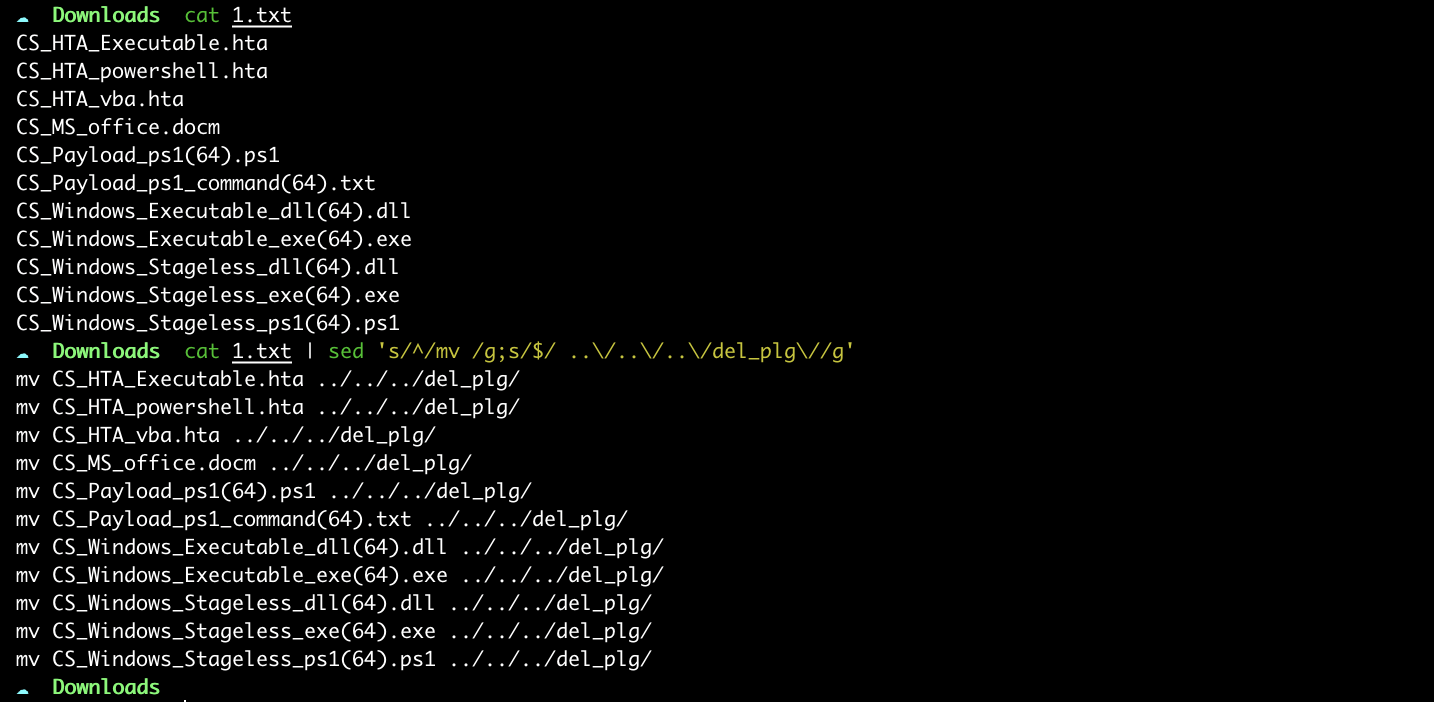 Downloads cat 1.txt
CS_HTA_Executable.hta
CS_HTA_powershell.hta
CS_HTA_vba.hta
CS_MS_office.docm
CS_Payload_ps1(64).ps1
CS_Payload_ps1_command(64).txt
CS_Windows_Executable_dll(64).dll
CS_Windows_Executable_exe(64).exe
CS_Windows_Stageless_dll(64).dll
CS_Windows_Stageless_exe(64).exe
CS_Windows_Stageless_ps1(64).ps1
Downloads cat 1.txt | sed 's/^/mv /g;s/$/ ..\/..\/..\/del_plg\//g'
mv CS_HTA_Executable.hta ../../../del_plg/
mv CS_HTA_powershell.hta ../../../del_plg/
mv CS_HTA_vba.hta ../../../del_plg/
mv CS_MS_office.docm ../../../del_plg/
mv CS_Payload_ps1(64).ps1 ../../../del_plg/
mv CS_Payload_ps1_command(64).txt ../../../del_plg/
mv CS_Windows_Executable_dll(64).dll ../../../del_plg/
mv CS_Windows_Executable_exe(64).exe ../../../del_plg/
mv CS_Windows_Stageless_dll(64).dll ../../../del_plg/
mv CS_Windows_Stageless_exe(64).exe ../../../del_plg/
mv CS_Windows_Stageless_ps1(64).ps1 ../../../del_plg/
Downloads